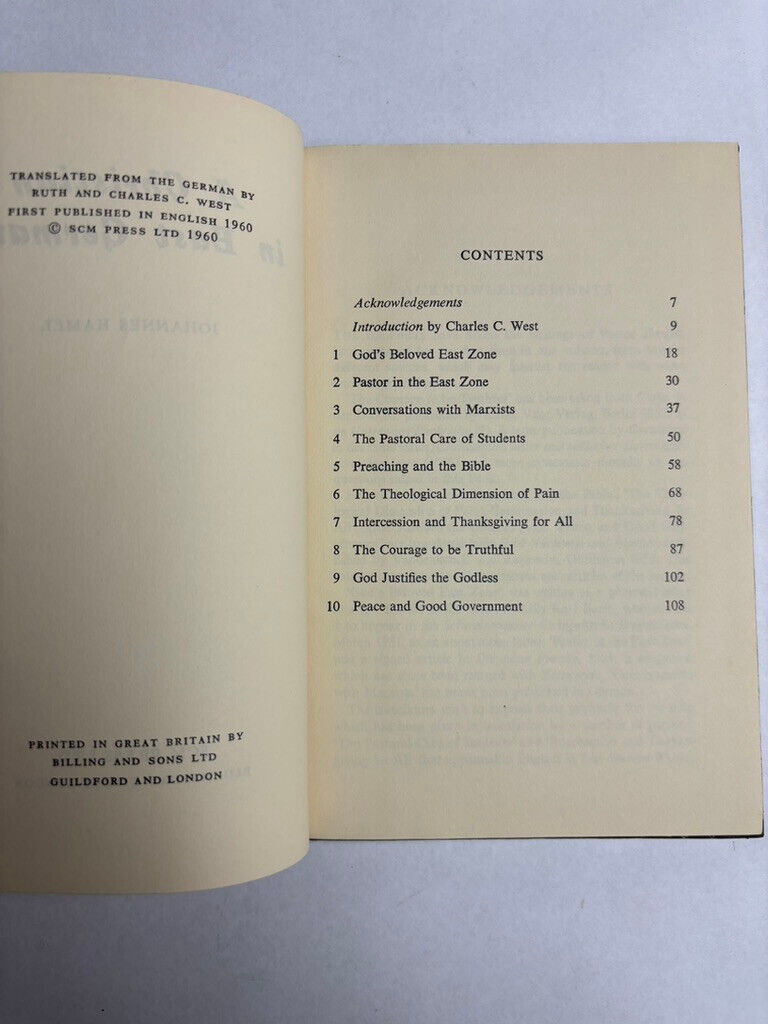 TRANSLATED FROM THE GERMAN BY
RUTH AND CHARLES C. WEST
FIRST PUBLISHED IN ENGLISH 1960
© SCM PRESS LTD 1960
PRINTED IN GREAT BRITAIN BY
BILLING AND SONS LTD
GUILDFORD AND LONDON
CONTENTS
Acknowledgements 7
Introduction by Charles C. West 9
1 God's Beloved East Zone 18
2 Pastor in the East Zone 30
3 Conversations with Marxists 37
4 The Pastoral Care of Students 50
5 Preaching and the Bible 58
6 The Theological Dimension of Pain 68
7 Intercession and Thanksgiving for All 78
8 The Courage to be Truthful 87
9 God Justifies the Godless 102
10 Peace and Good Government 108